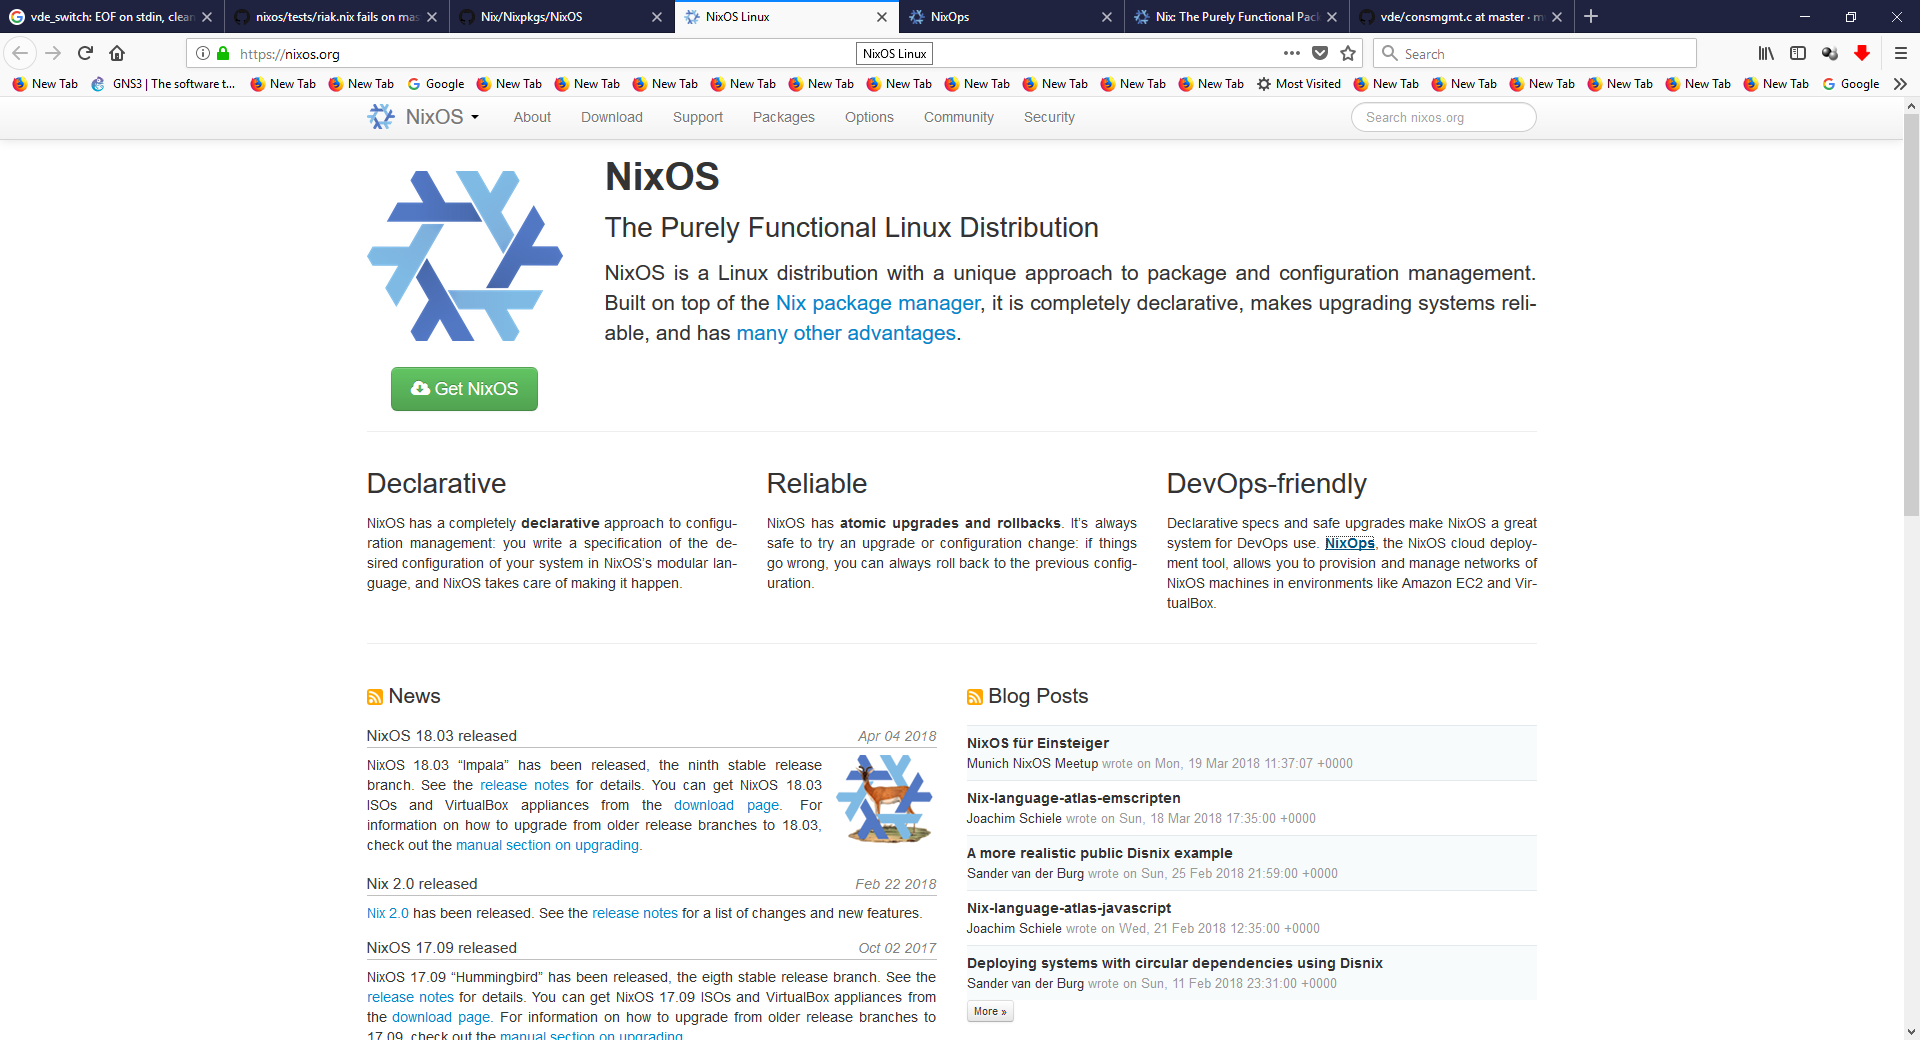 vde_switch: EOF on stdin, clean
nixos/tests/riak.nix fails on mas
Nix/Nixpkgs/NixOS
NixOS Linux
NixOps
Nix: The Purely Functional Pac
vde/consmgmt.c at master · m
https://nixos.org
NixOS Linux
Search
New Tab
GNS3 | The software t...
New Tab
New Tab
Google
New Tab
New Tab
New Tab
New Tab
New Tab
New Tab
New Tab
New Tab
New Tab
New Tab
Most Visited
New Tab
New Tab
New Tab
New Tab
New Tab
New Tab
Google
NixOS
About
Download
Support
Packages
Options
Community
Security
Search nixos.org
NixOS
The Purely Functional Linux Distribution
NixOS is a Linux distribution with a unique approach to package and configuration management.
Built on top of the Nix package manager, it is completely declarative, makes upgrading systems reli-
able, and has many other advantages.
Get NixOS
Declarative
NixOS has a completely declarative approach to configu-
ration management: you write a specification of the de-
sired configuration of your system in NixOS’s modular lan-
guage, and NixOS takes care of making it happen.
Reliable
NixOS has atomic upgrades and rollbacks. It’s always
safe to try an upgrade or configuration change: if things
go wrong, you can always roll back to the previous config-
uration.
DevOps-friendly
Declarative specs and safe upgrades make NixOS a great
system for DevOps use. NixOps, the NixOS cloud deploy-
ment tool, allows you to provision and manage networks of
NixOS machines in environments like Amazon EC2 and Vir-
tualBox.
News
NixOS 18.03 released Apr 04 2018
NixOS 18.03 “Impala” has been released, the ninth stable release
branch. See the release notes for details. You can get NixOS 18.03
ISOs and VirtualBox appliances from the download page. For
information on how to upgrade from older release branches to 18.03,
check out the manual section on upgrading.
Nix 2.0 released Feb 22 2018
Nix 2.0 has been released. See the release notes for a list of changes and new features.
NixOS 17.09 released Oct 02 2017
NixOS 17.09 “Hummingbird” has been released, the eigth stable release branch. See the
release notes for details. You can get NixOS 17.09 ISOs and VirtualBox appliances from
the download page. For information on how to upgrade from older release branches to
17.09, check out the manual section on upgrading.
Blog Posts
NixOS für Einsteiger
Munich NixOS Meetup wrote on Mon, 19 Mar 2018 11:37:07 +0000
Nix-language-atlas-emscripten
Joachim Schiele wrote on Sun, 18 Mar 2018 17:35:00 +0000
A more realistic public Disnix example
Sander van der Burg wrote on Sun, 25 Feb 2018 21:59:00 +0000
Nix-language-atlas-javascript
Joachim Schiele wrote on Wed, 21 Feb 2018 12:35:00 +0000
Deploying systems with circular dependencies using Disnix
Sander van der Burg wrote on Sun, 11 Feb 2018 23:31:00 +0000
More »